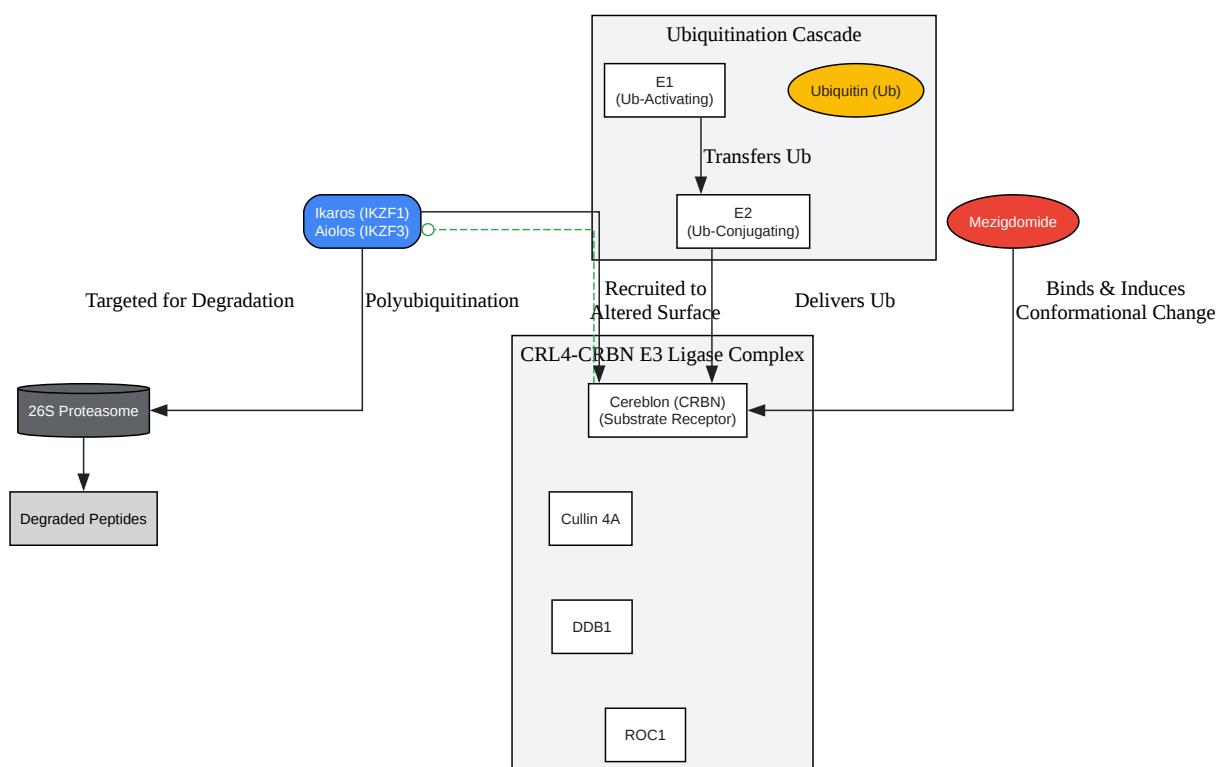 Ubiquitination Cascade
E1
(Ub-Activating)
Ubiquitin (Ub)
Transfers Ub
Ikaros (IKZF1)
Aiolos (IKZF3)
E2
(Ub-Conjugating)
Mezigdomide
Targeted for Degradation
Polyubiquitination
Recruited to
Altered Surface
Delivers Ub
Binds & Induces
Conformational Change
CRL4-CRBN E3 Ligase Complex
26S Proteasome
Cereblon (CRBN)
(Substrate Receptor)
Degraded Peptides
Cullin 4A
DDB1
ROC1